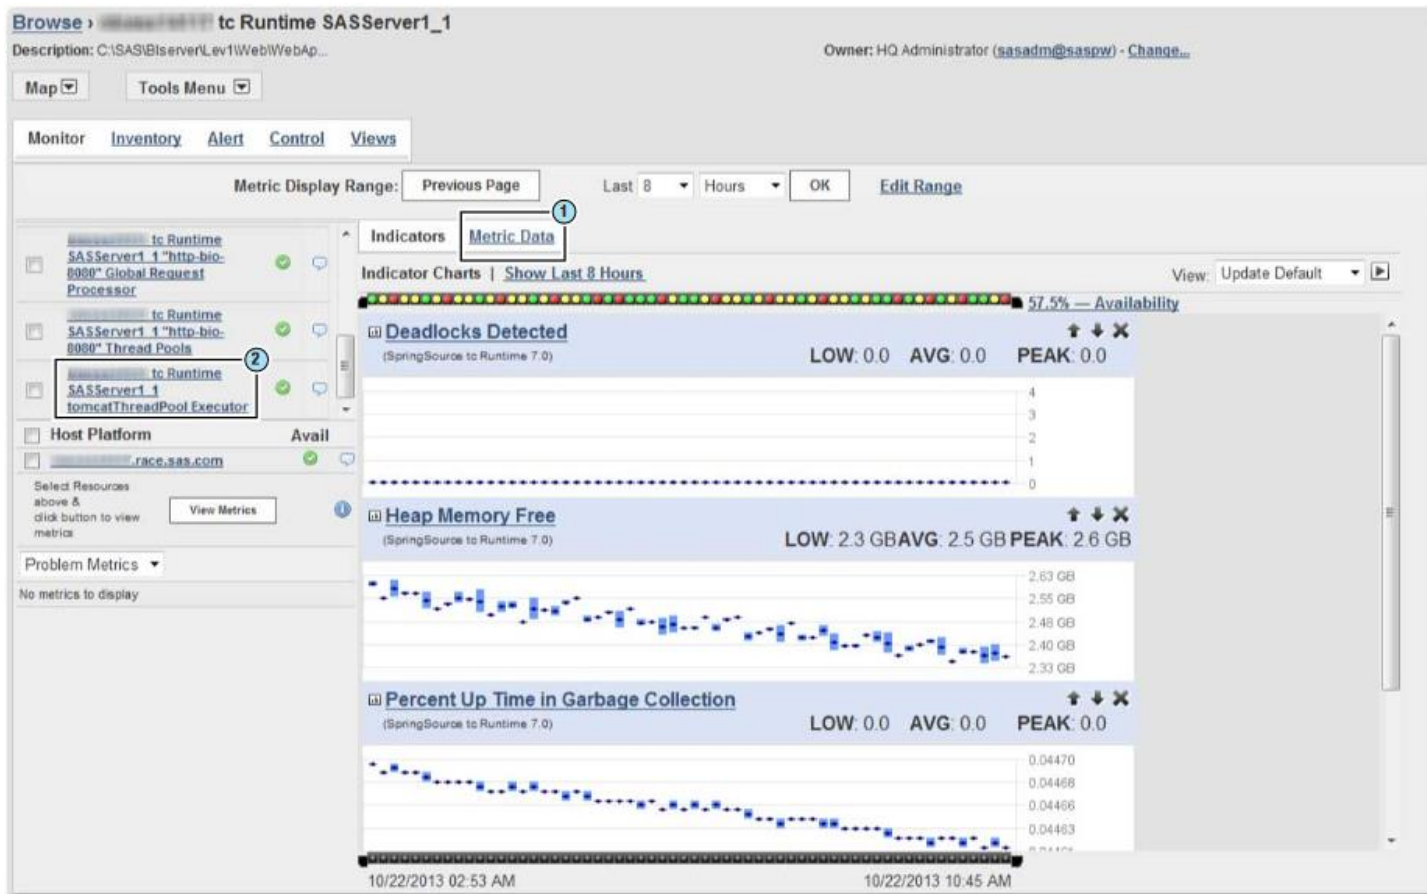 Browse › tc Runtime SASServer1_1
Description: C:\SAS\BIserver\Lev1\Web\WebAp...
Owner: HQ Administrator (sasadm@saspw) - Change...
Map
Tools Menu
Monitor Inventory Alert Control Views
Metric Display Range: Previous Page Last 8 Hours OK Edit Range
1
tc Runtime
SASServer1_1 "http-bio-
8080" Global Request
Processor
tc Runtime
SASServer1_1 "http-bio-
8080" Thread Pools
2
tc Runtime
SASServer1_1
tomcatThreadPool Executor
Host Platform Avail
.race.sas.com
Select Resources
above &
click button to view
metrics
View Metrics
Problem Metrics
No metrics to display
Indicators Metric Data
Indicator Charts | Show Last 8 Hours
View: Update Default
57.5% — Availability
Deadlocks Detected
(SpringSource tc Runtime 7.0)
LOW: 0.0 AVG: 0.0 PEAK: 0.0
4
3
2
1
0
Heap Memory Free
(SpringSource tc Runtime 7.0)
LOW: 2.3 GB AVG: 2.5 GB PEAK: 2.6 GB
2.63 GB
2.55 GB
2.48 GB
2.40 GB
2.33 GB
Percent Up Time in Garbage Collection
(SpringSource tc Runtime 7.0)
LOW: 0.0 AVG: 0.0 PEAK: 0.0
0.04470
0.04468
0.04466
0.04463
10/22/2013 02:53 AM
10/22/2013 10:45 AM